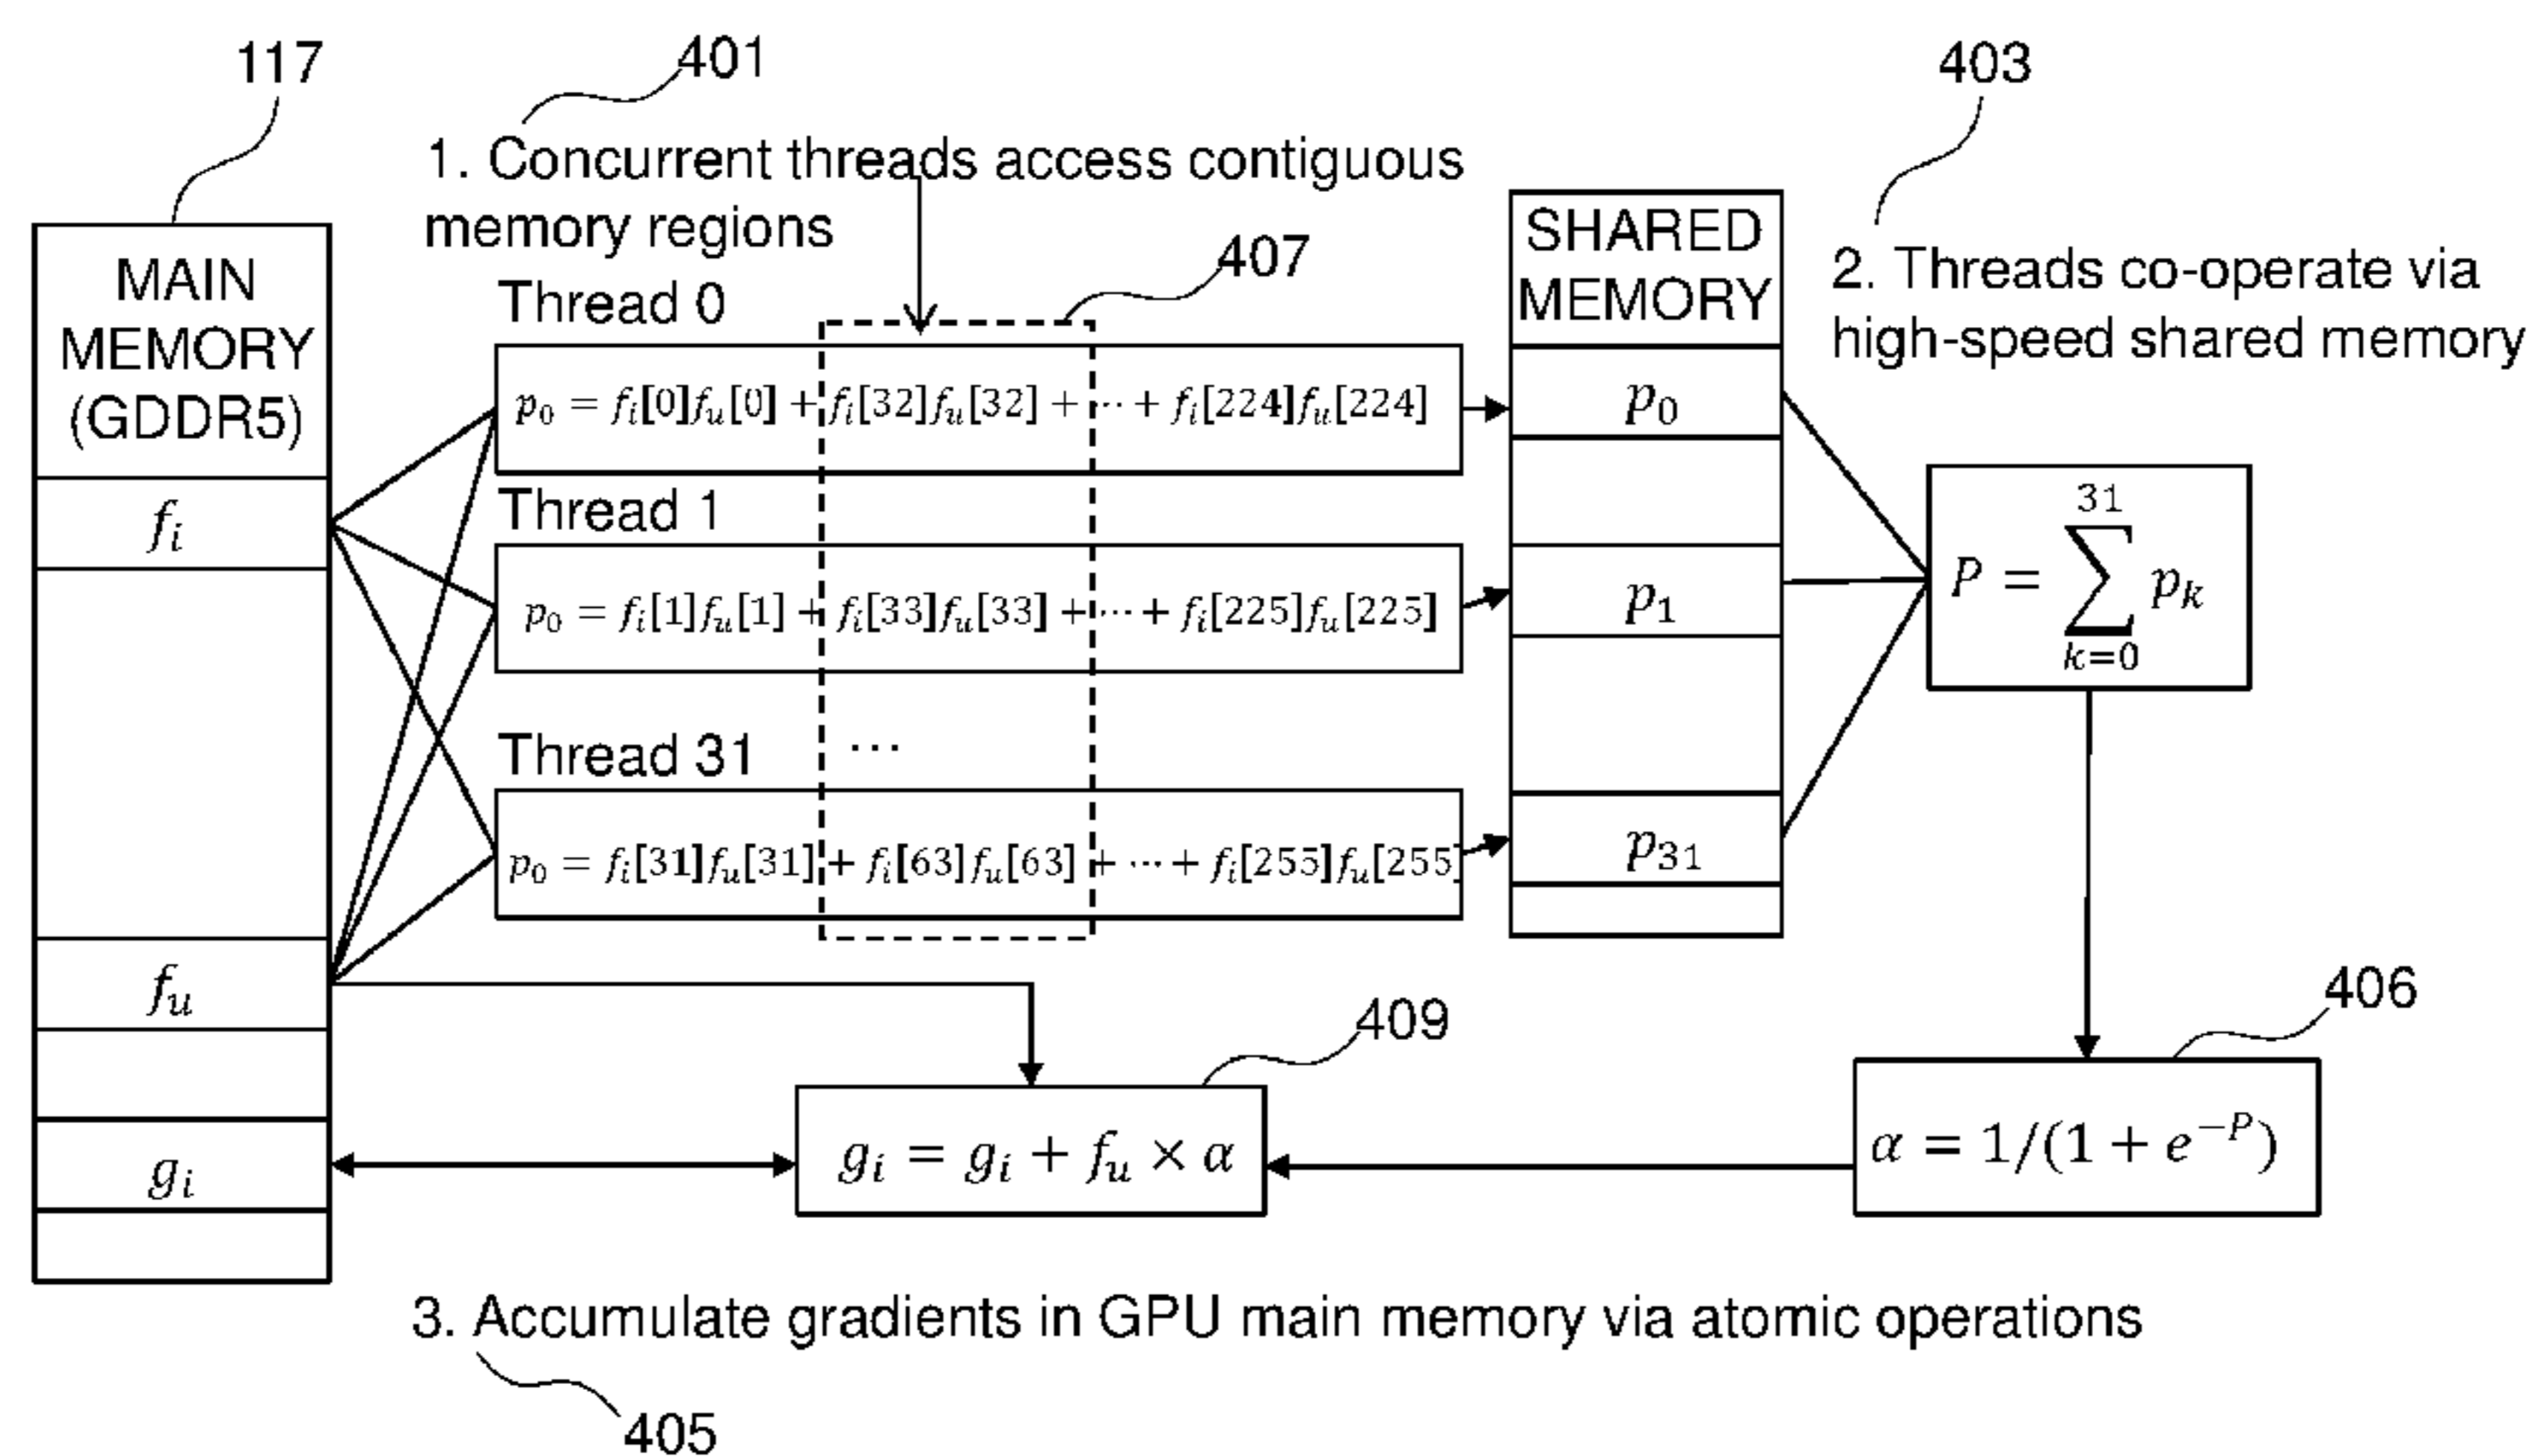 117
401
403
1. Concurrent threads access contiguous
memory regions
407
MAIN
MEMORY
(GDDR5)
SHARED
MEMORY
2. Threads co-operate via
high-speed shared memory
Thread 0
p₀ = fᵢ[0]fᵤ[0] + fᵢ[32]fᵤ[32] + ⋯ + fᵢ[224]fᵤ[224]
p₀
fᵢ
Thread 1
p₀ = fᵢ[1]fᵤ[1] + fᵢ[33]fᵤ[33] + ⋯ + fᵢ[225]fᵤ[225]
p₁
P = ∑_{k=0}^{31} p_k
Thread 31
...
p₀ = fᵢ[31]fᵤ[31] + fᵢ[63]fᵤ[63] + ⋯ + fᵢ[255]fᵤ[255]
p₃₁
fᵤ
409
406
gᵢ
gᵢ = gᵢ + fᵤ × α
α = 1/(1 + e^{−P})
3. Accumulate gradients in GPU main memory via atomic operations
405